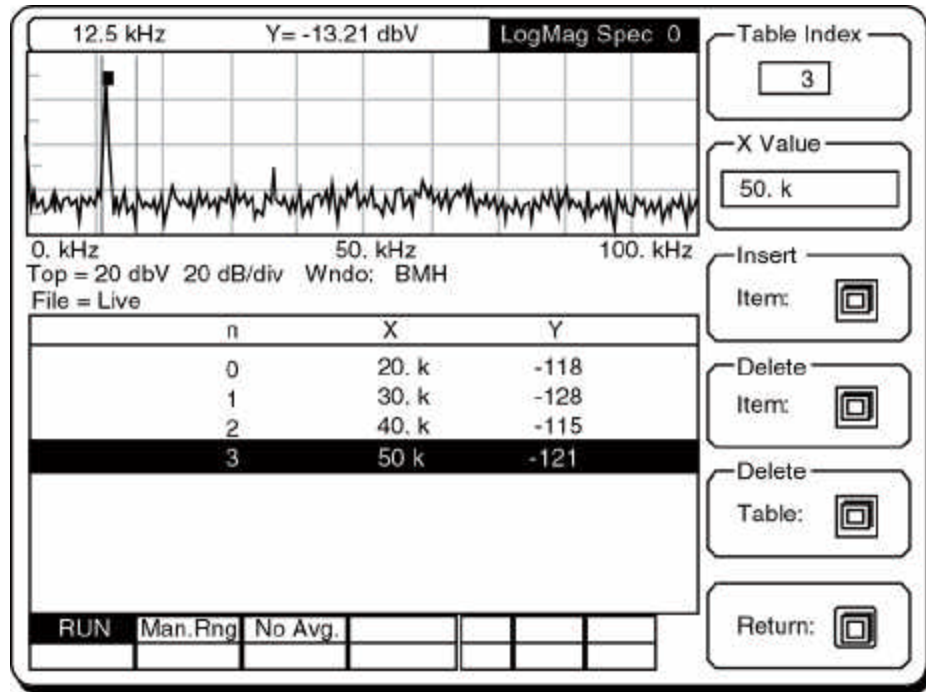 12.5 kHz Y= -13.21 dbV LogMag Spec 0
0. kHz 50. kHz 100. kHz
Top = 20 dbV 20 dB/div Wndo: BMH
File = Live
n X Y
0 20. k -118
1 30. k -128
2 40. k -115
3 50 k -121
RUN Man.Rng No Avg.
Table Index
3
X Value
50. k
Insert
Item:
Delete
Item:
Delete
Table:
Return: